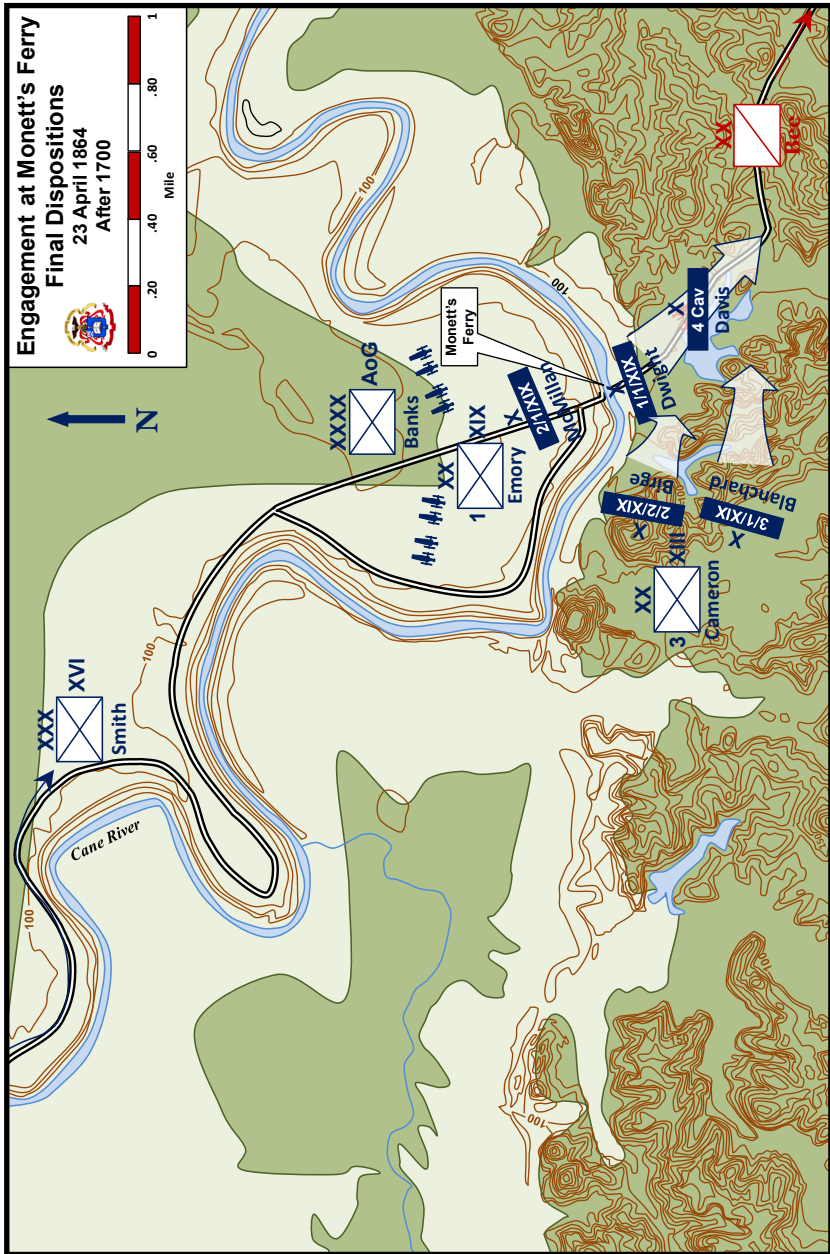 Engagement at Monett's Ferry
Final Dispositions
23 April 1864
After 1700
0 .20 .40 .60 .80 1
Mile
N
XXX
XVI
Smith
Cane River
100
100
100
100
100
150
XXXX
AoG
Banks
XX
1 XIX
Emory
X
2/1/XIX
McMillan
Monett's
Ferry
X
1/1/XIX
Dwight
X
4 Cav
Davis
XX
Bee
X
2/2/XIX
Birge
X
3/1/XIX
Blanchard
XX
3 XIII
Cameron